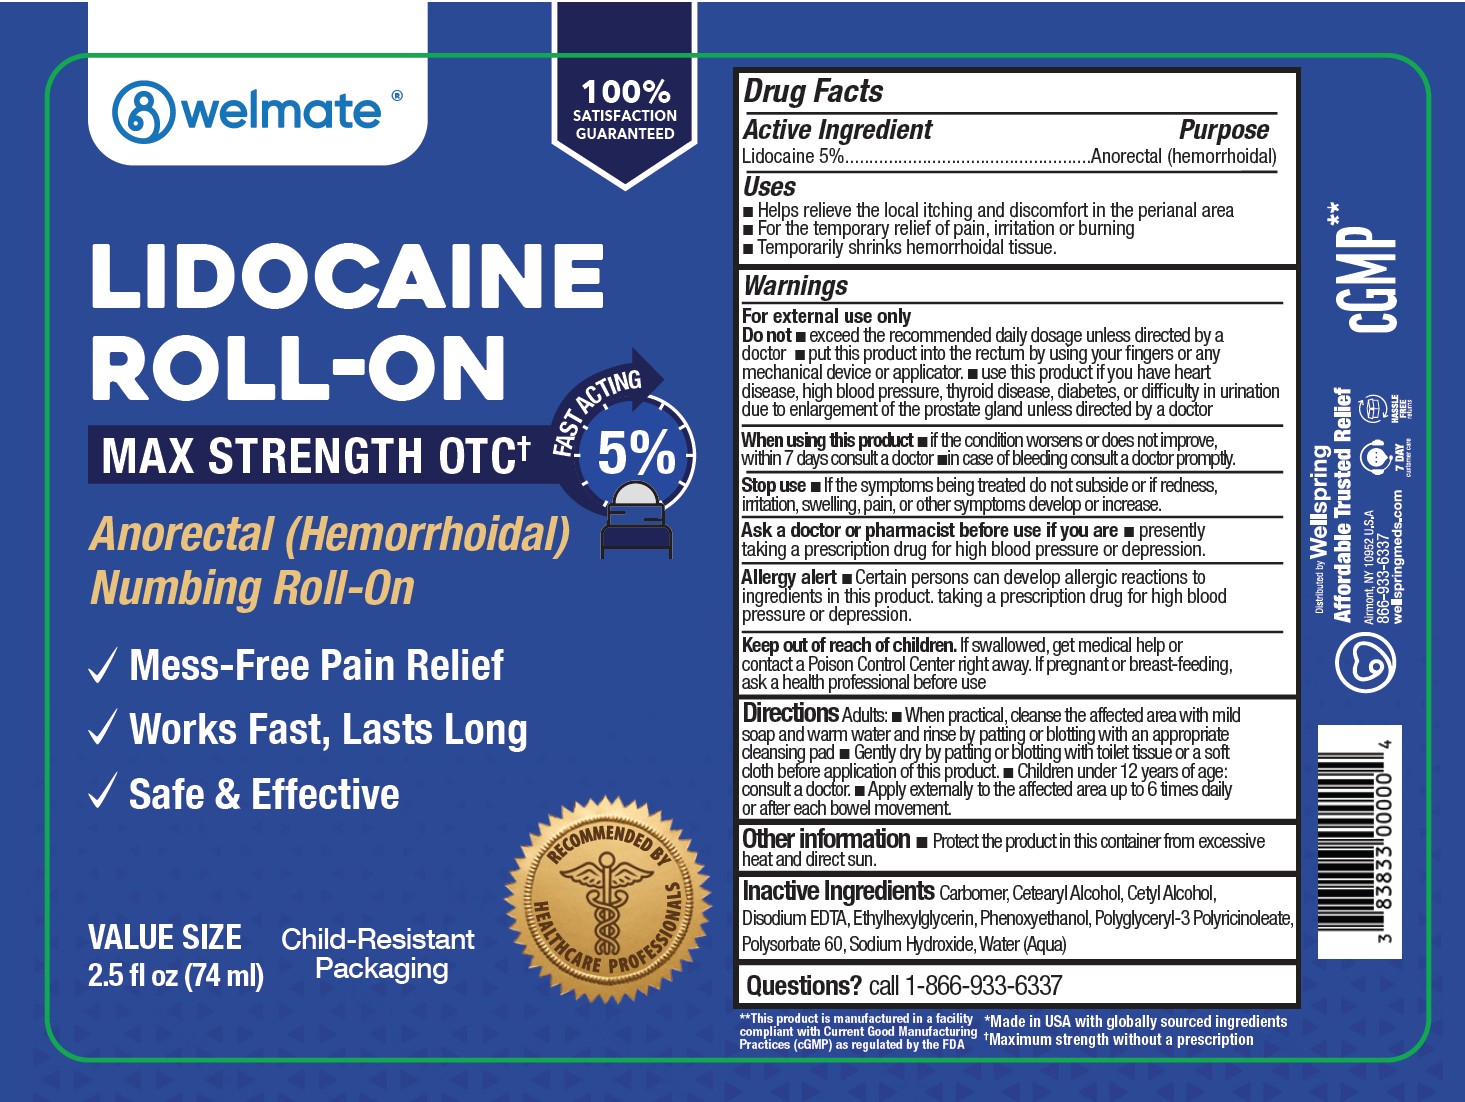 welmate ®
100%
SATISFACTION
GUARANTEED
LIDOCAINE
ROLL-ON
MAX STRENGTH OTC†
FAST ACTING
5%
Anorectal (Hemorrhoidal)
Numbing Roll-On
Mess-Free Pain Relief
Works Fast, Lasts Long
Safe & Effective
RECOMMENDED BY
HEALTHCARE PROFESSIONALS
VALUE SIZE
2.5 fl oz (74 ml)
Child-Resistant
Packaging
Drug Facts
Active Ingredient Purpose
Lidocaine 5%....................................................Anorectal (hemorrhoidal)
Uses
■ Helps relieve the local itching and discomfort in the perianal area
■ For the temporary relief of pain, irritation or burning
■ Temporarily shrinks hemorrhoidal tissue.
Warnings
For external use only
Do not ■ exceed the recommended daily dosage unless directed by a
doctor ■ put this product into the rectum by using your fingers or any
mechanical device or applicator. ■ use this product if you have heart
disease, high blood pressure, thyroid disease, diabetes, or difficulty in urination
due to enlargement of the prostate gland unless directed by a doctor
When using this product ■ if the condition worsens or does not improve,
within 7 days consult a doctor ■in case of bleeding consult a doctor promptly.
Stop use ■ If the symptoms being treated do not subside or if redness,
irritation, swelling, pain, or other symptoms develop or increase.
Ask a doctor or pharmacist before use if you are ■ presently
taking a prescription drug for high blood pressure or depression.
Allergy alert ■ Certain persons can develop allergic reactions to
ingredients in this product. taking a prescription drug for high blood
pressure or depression.
Keep out of reach of children. If swallowed, get medical help or
contact a Poison Control Center right away. If pregnant or breast-feeding,
ask a health professional before use
Directions Adults: ■ When practical, cleanse the affected area with mild
soap and warm water and rinse by patting or blotting with an appropriate
cleansing pad ■ Gently dry by patting or blotting with toilet tissue or a soft
cloth before application of this product. ■ Children under 12 years of age:
consult a doctor. ■ Apply externally to the affected area up to 6 times daily
or after each bowel movement.
Other information ■ Protect the product in this container from excessive
heat and direct sun.
Inactive Ingredients Carbomer, Cetearyl Alcohol, Cetyl Alcohol,
Disodium EDTA, Ethylhexylglycerin, Phenoxyethanol, Polyglyceryl-3 Polyricinoleate,
Polysorbate 60, Sodium Hydroxide, Water (Aqua)
Questions? call 1-866-933-6337
**This product is manufactured in a facility
compliant with Current Good Manufacturing
Practices (cGMP) as regulated by the FDA
*Made in USA with globally sourced ingredients
†Maximum strength without a prescription
cGMP**
HASSLE
FREE
returns
7 DAY
customer care
Distributed by Wellspring
Affordable Trusted Relief
Airmont, NY 10952 U.S.A
866-933-6337
wellspringmeds.com
3 83833 00000 4